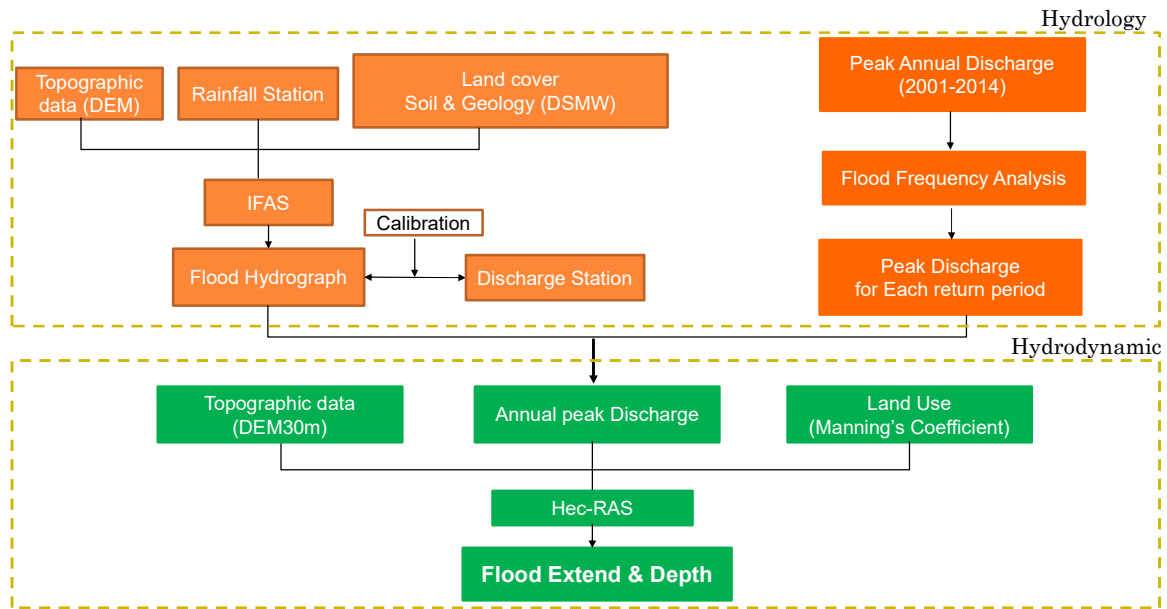 Hydrology
Topographic
data (DEM)
Rainfall Station
Land cover
Soil & Geology (DSMW)
Peak Annual Discharge
(2001-2014)
IFAS
Flood Frequency Analysis
Calibration
Flood Hydrograph
Discharge Station
Peak Discharge
for Each return period
Hydrodynamic
Topographic data
(DEM30m)
Annual peak Discharge
Land Use
(Manning's Coefficient)
Hec-RAS
Flood Extend & Depth